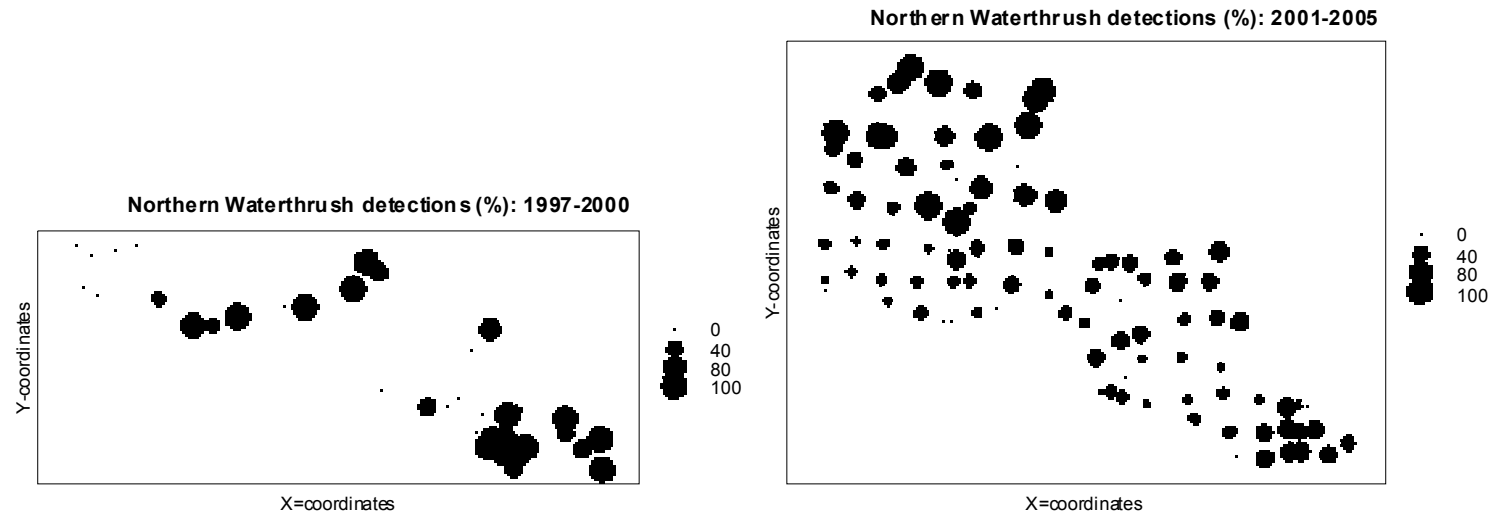 Northern Waterthrush detections (%): 1997-2000
Y-coordinates
X=coordinates
0
40
80
100
Northern Waterthrush detections (%): 2001-2005
Y-coordinates
X=coordinates
0
40
80
100